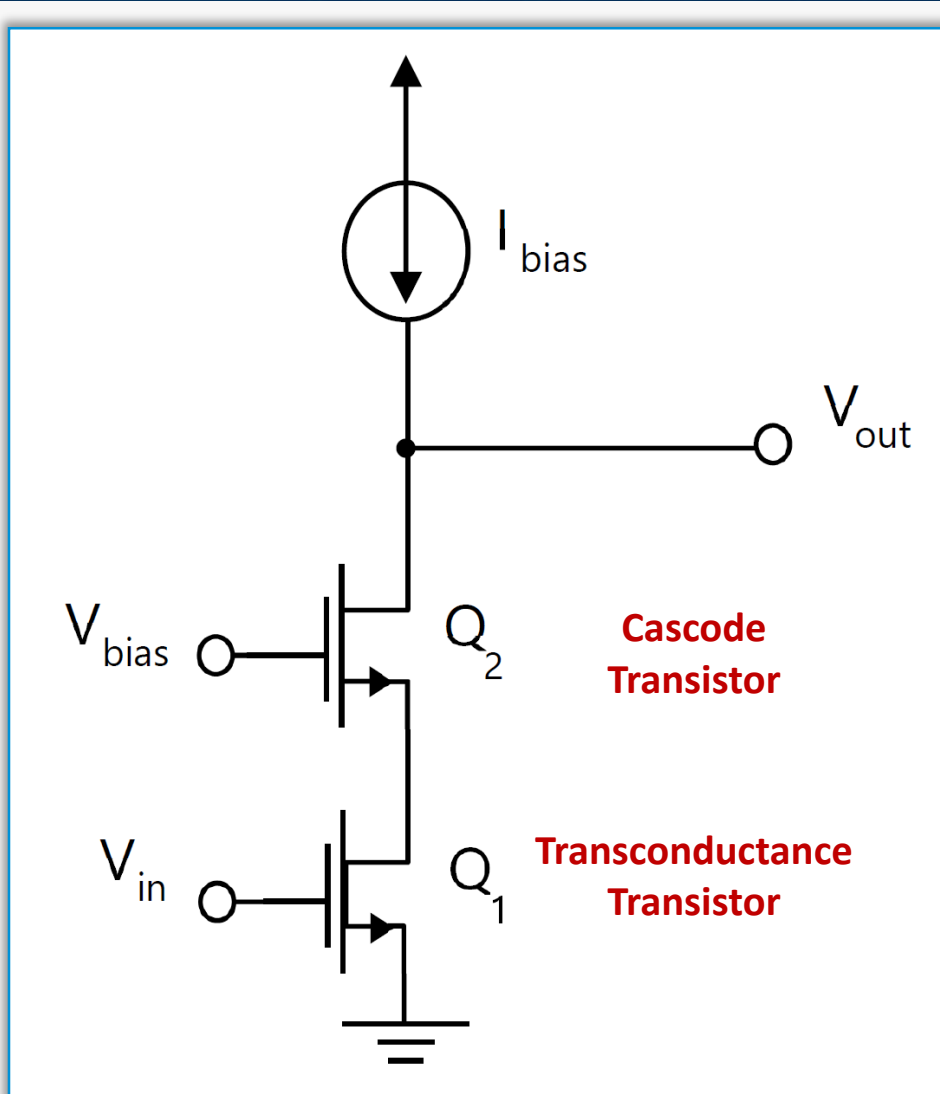 I bias
V out
V bias
Q 2
Cascode
Transistor
V in
Q 1
Transconductance
Transistor